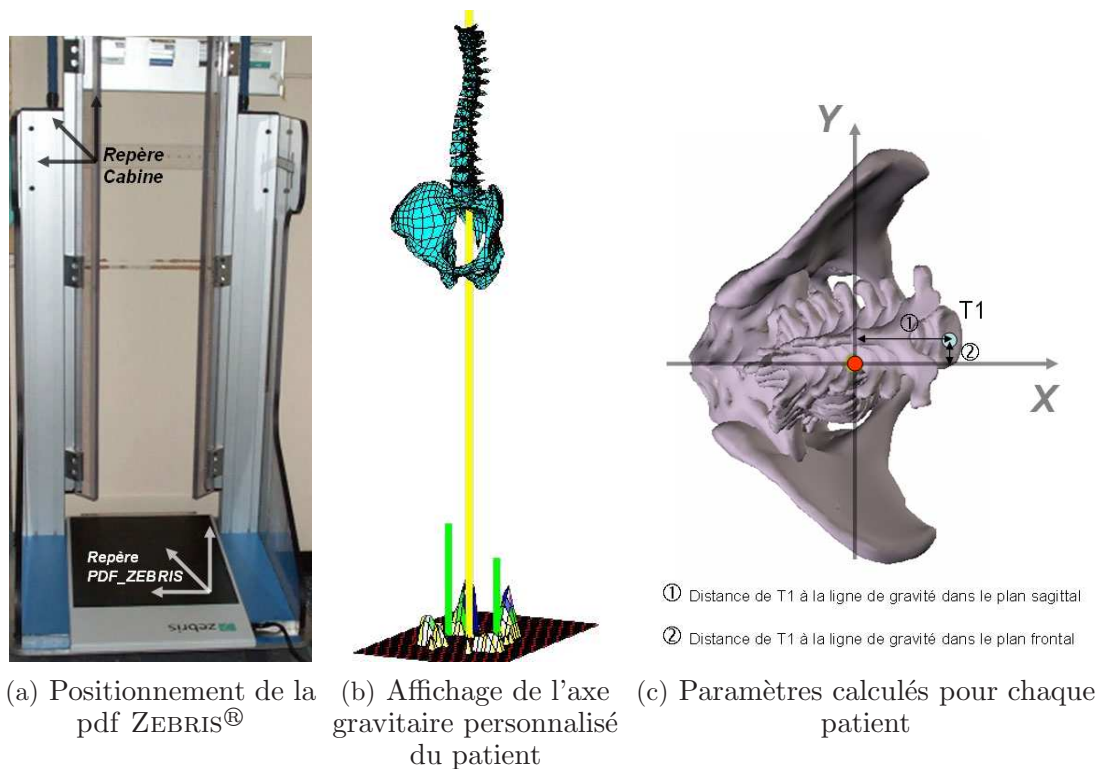 Repère
Cabine
Repère
PDF_ZEBRIS
zebris
Y
T1
①
②
X
① Distance de T1 à la ligne de gravité dans le plan sagittal
② Distance de T1 à la ligne de gravité dans le plan frontal
(a) Positionnement de la
pdf ZEBRIS®
(b) Affichage de l'axe
gravitaire personnalisé
du patient
(c) Paramètres calculés pour chaque
patient